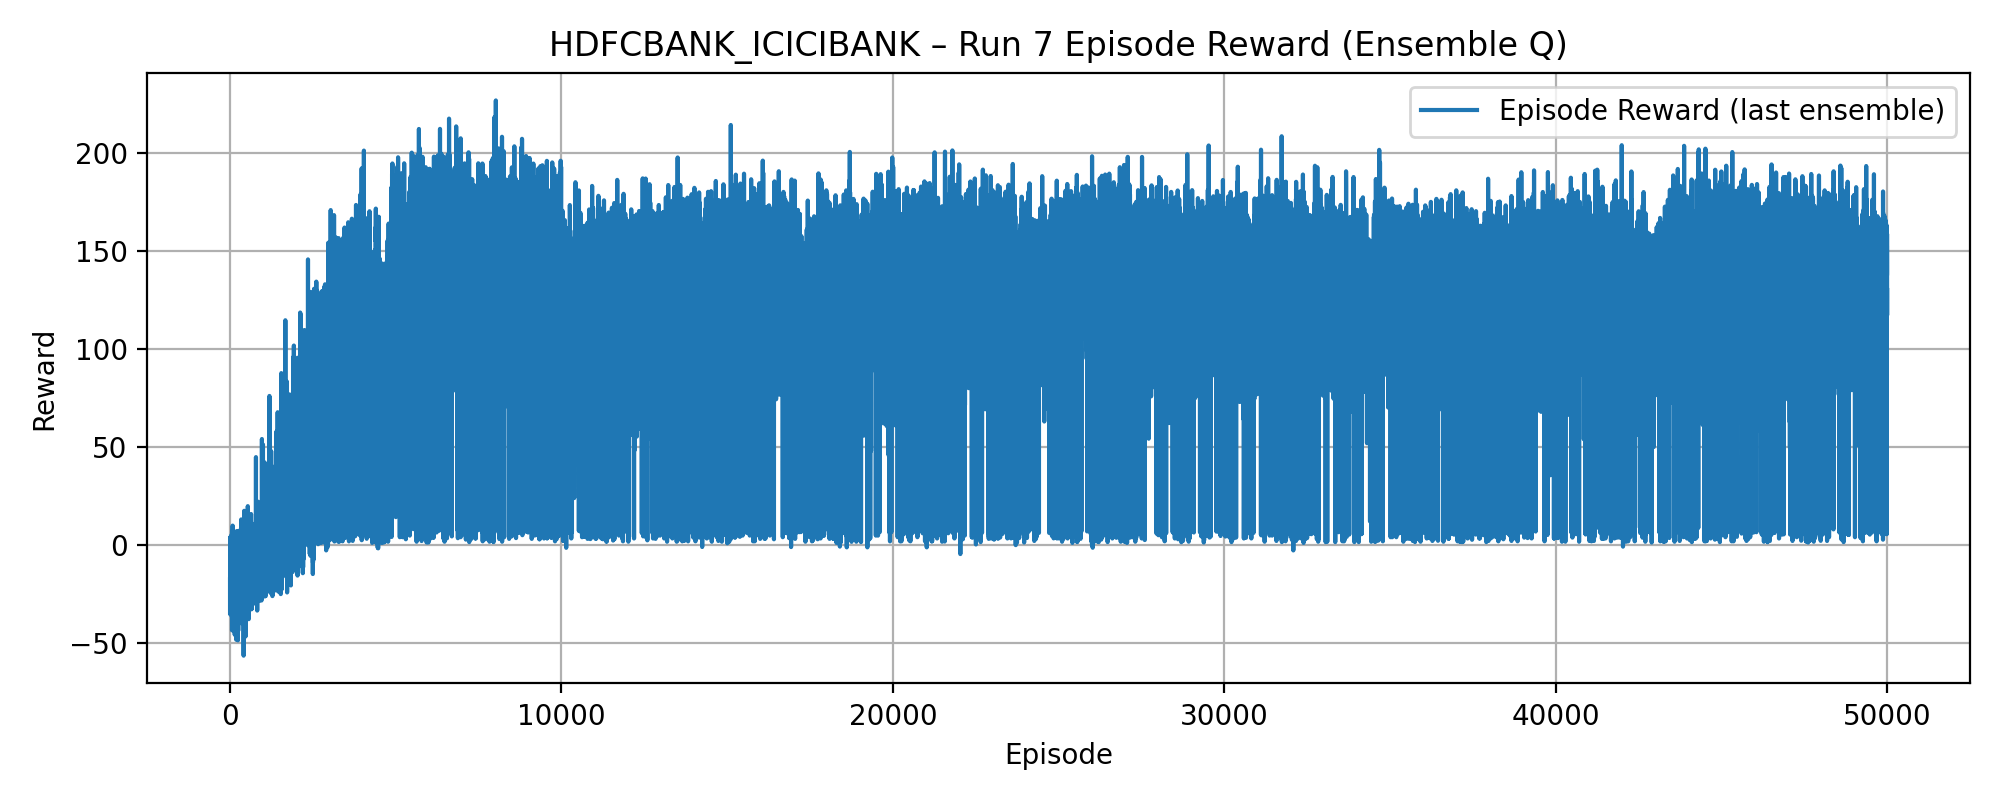 HDFCBANK_ICICIBANK – Run 7 Episode Reward (Ensemble Q)
Episode Reward (last ensemble)
200
150
100
50
0
−50
Reward
0 10000 20000 30000 40000 50000
Episode